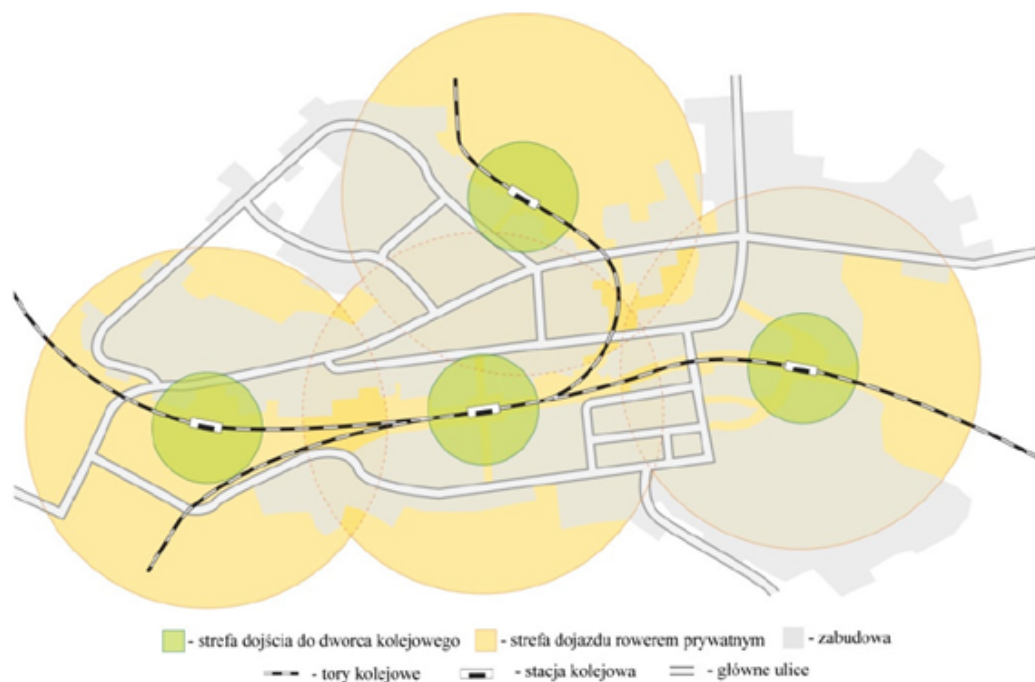 - strefa dojścia do dworca kolejowego - strefa dojazdu rowerem prywatnym - zabudowa
- tory kolejowe - stacja kolejowa - główne ulice